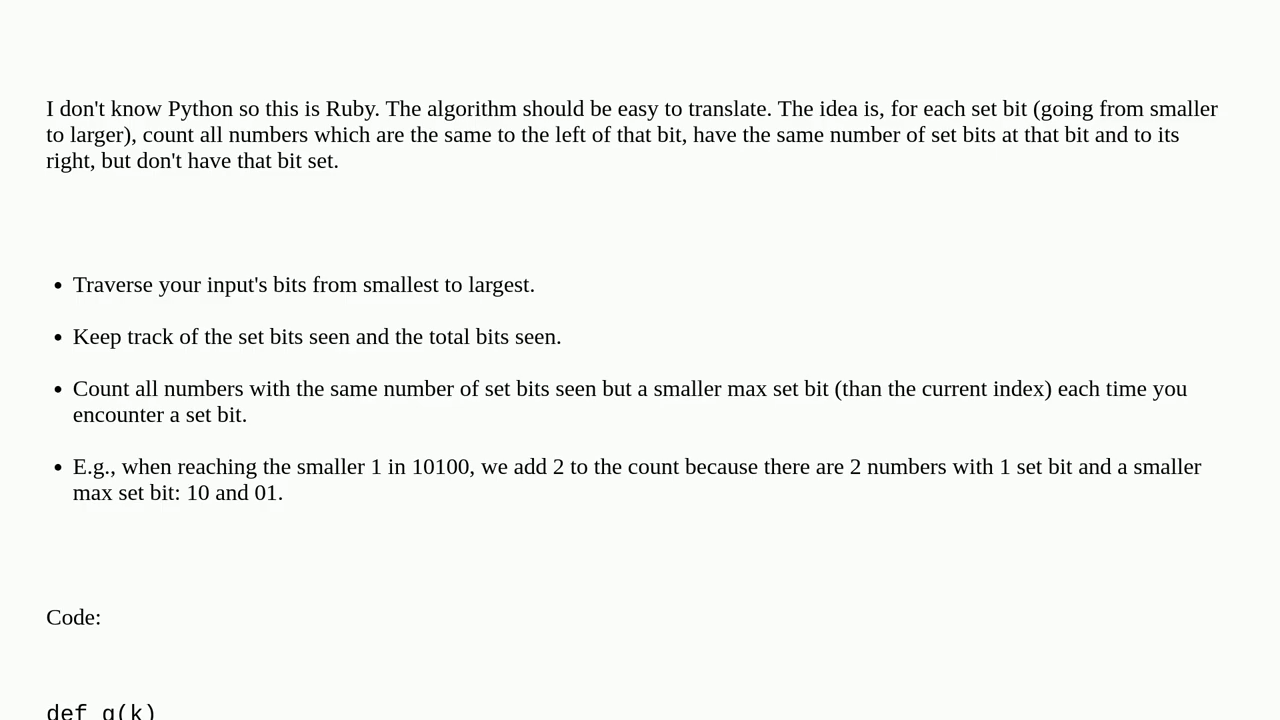 I don't know Python so this is Ruby. The algorithm should be easy to translate. The idea is, for each set bit (going from smaller
to larger), count all numbers which are the same to the left of that bit, have the same number of set bits at that bit and to its
right, but don't have that bit set.
• Traverse your input's bits from smallest to largest.
• Keep track of the set bits seen and the total bits seen.
• Count all numbers with the same number of set bits seen but a smaller max set bit (than the current index) each time you
encounter a set bit.
• E.g., when reaching the smaller 1 in 10100, we add 2 to the count because there are 2 numbers with 1 set bit and a smaller
max set bit: 10 and 01.
Code:
def g(k)